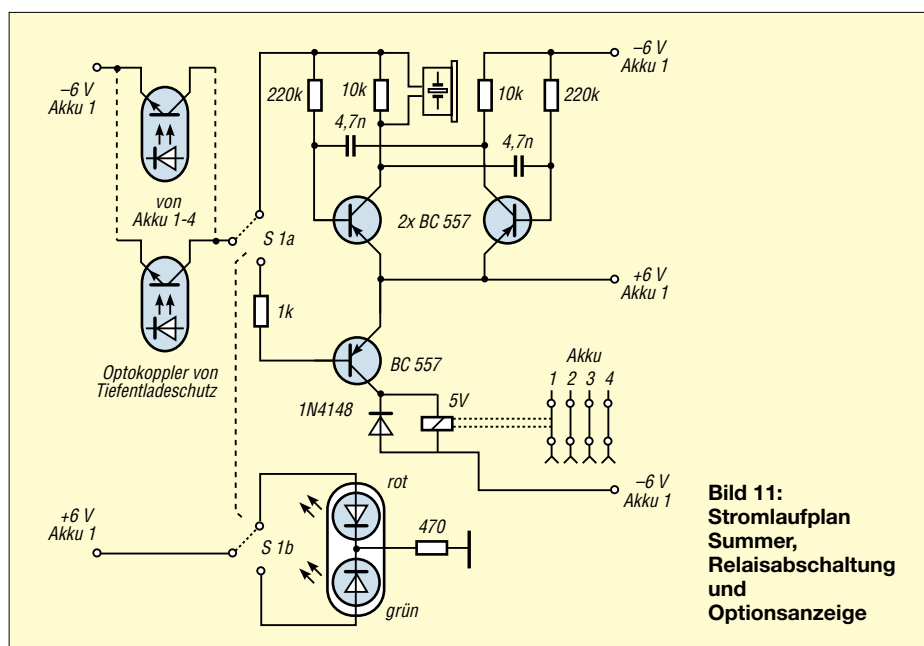 –6 V
Akku 1
von
Akku 1-4
Optokoppler von
Tiefentladeschutz
S 1a
220k
10k
4,7n
10k
220k
4,7n
–6 V
Akku 1
2x BC 557
+6 V
Akku 1
1k
BC 557
1N4148
5V
Akku
1 2 3 4
–6 V
Akku 1
+6 V
Akku 1
S 1b
rot
470
grün
Bild 11:
Stromlaufplan
Summer,
Relaisabschaltung
und
Optionsanzeige